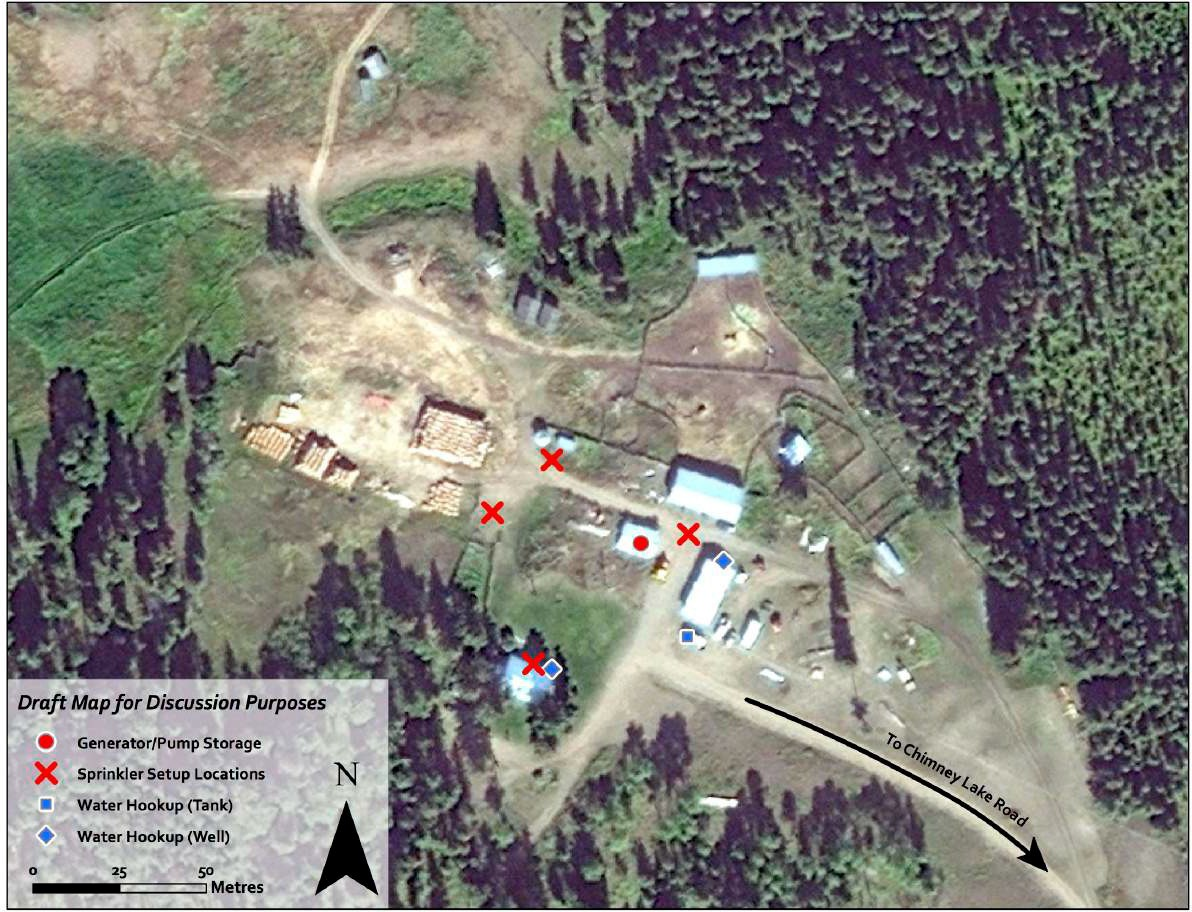 To Chimney Lake Road
Draft Map for Discussion Purposes
Generator/Pump Storage
Sprinkler Setup Locations
Water Hookup (Tank)
Water Hookup (Well)
N
0 25 50
Metres